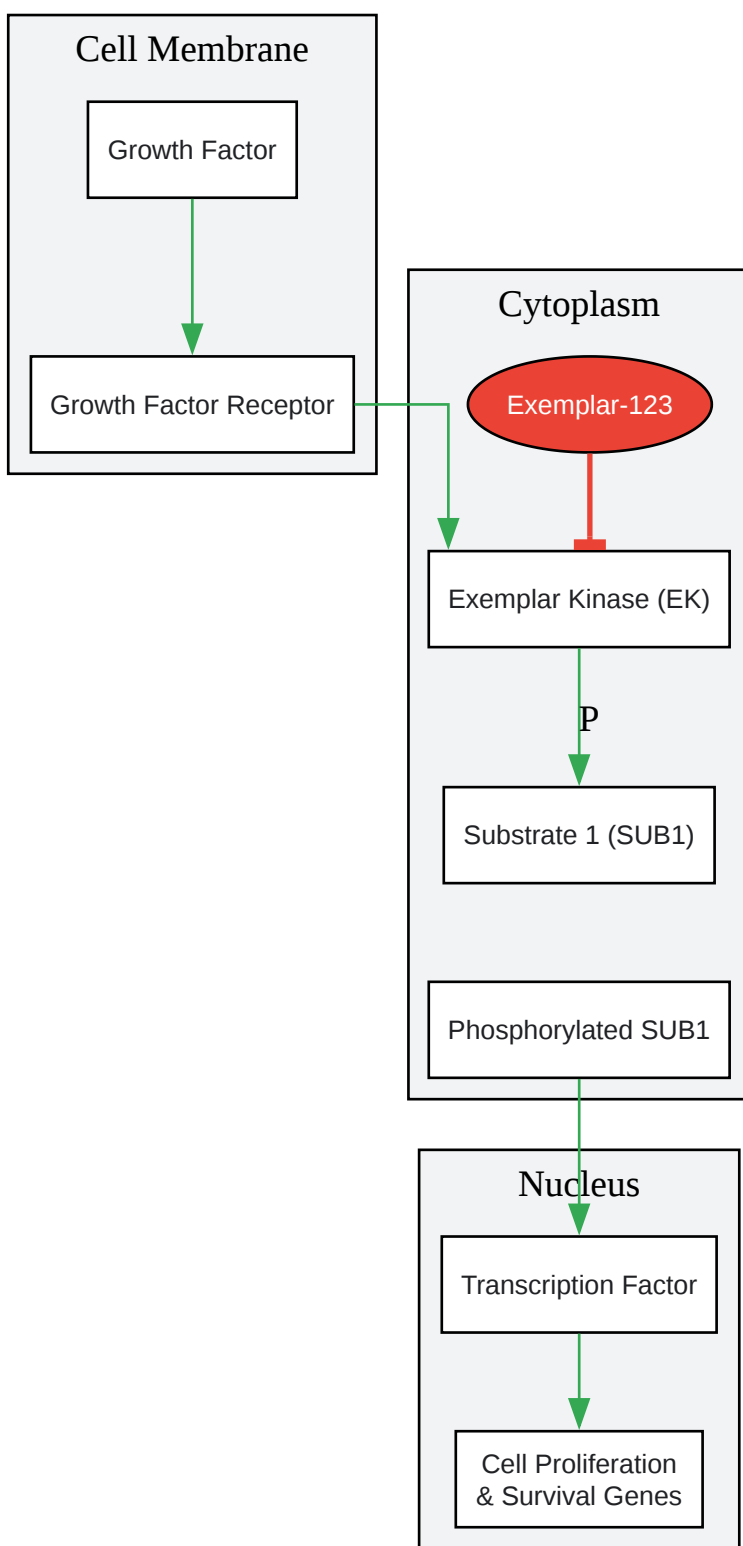 Cell Membrane
Growth Factor
Growth Factor Receptor
Cytoplasm
Exemplar-123
Exemplar Kinase (EK)
P
Substrate 1 (SUB1)
Phosphorylated SUB1
Nucleus
Transcription Factor
Cell Proliferation
& Survival Genes